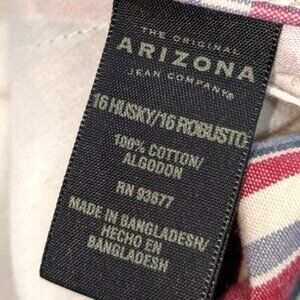 THE ORIGINAL
ARIZONA
JEAN COMPANY®
16 HUSKY/16 ROBUSTO
100% COTTON/
ALGODON
RN 93677
MADE IN BANGLADESH/
HECHO EN
BANGLADESH